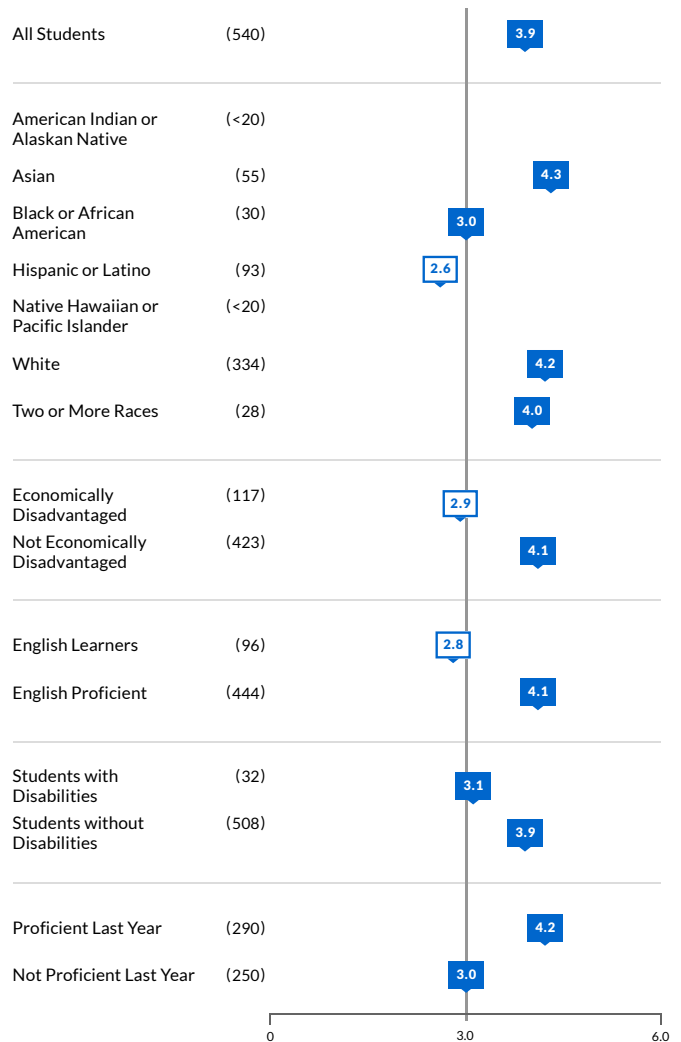 All Students (540) 3.9
American Indian or (<20)
Alaskan Native
Asian (55) 4.3
Black or African (30) 3.0
American
Hispanic or Latino (93) 2.6
Native Hawaiian or (<20)
Pacific Islander
White (334) 4.2
Two or More Races (28) 4.0
Economically (117) 2.9
Disadvantaged
Not Economically (423) 4.1
Disadvantaged
English Learners (96) 2.8
English Proficient (444) 4.1
Students with (32) 3.1
Disabilities
Students without (508) 3.9
Disabilities
Proficient Last Year (290) 4.2
Not Proficient Last Year (250) 3.0
0 3.0 6.0